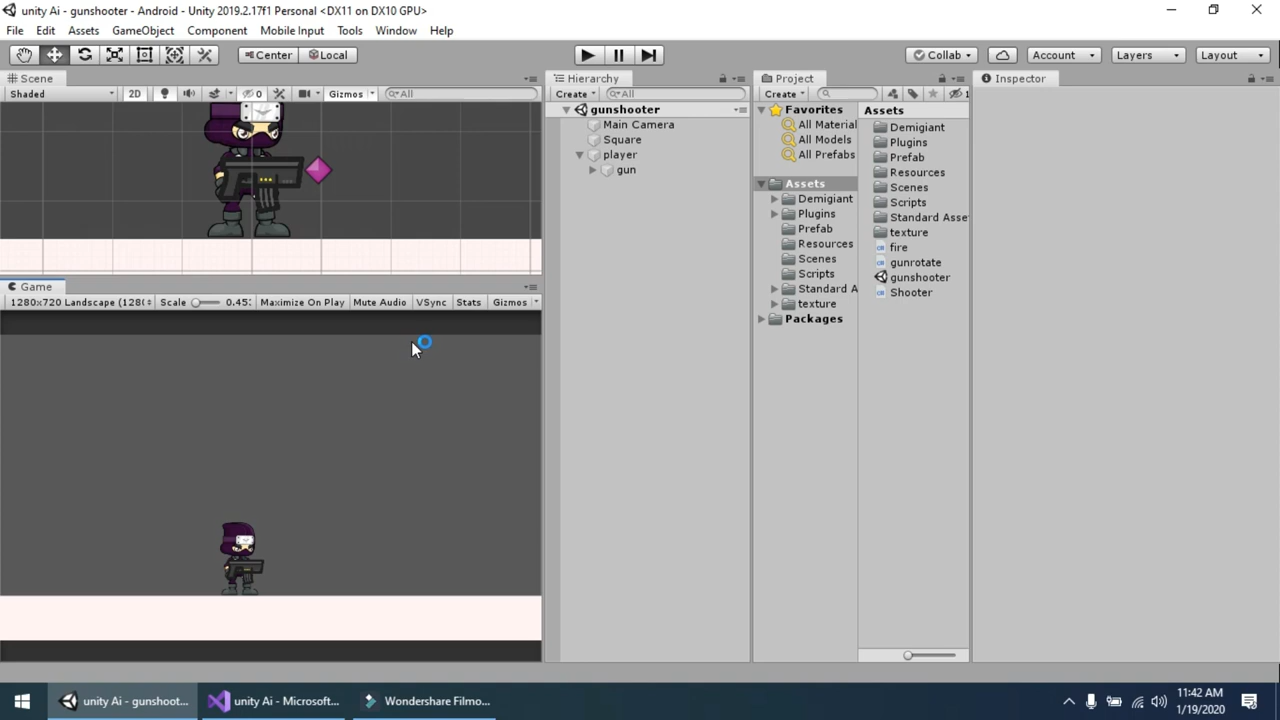 unity Ai - gunshooter - Android - Unity 2019.2.17f1 Personal <DX11 on DX10 GPU>
File Edit Assets GameObject Component Mobile Input Tools Window Help
Center Local Collab Account Layers Layout
Scene
Shaded 2D 0 Gizmos All
Game
1280x720 Landscape (128( Scale 0.45: Maximize On Play Mute Audio VSync Stats Gizmos
Hierarchy
Create All
gunshooter
Main Camera
Square
player
gun
Project
Create 1
Favorites
All Material
All Models
All Prefabs
Assets
Demigiant
Plugins
Prefab
Resources
Scenes
Scripts
Standard A
texture
Packages
Assets
Demigiant
Plugins
Prefab
Resources
Scenes
Scripts
Standard Asse
texture
fire
gunrotate
gunshooter
Shooter
Inspector
unity Ai - gunshoot... unity Ai - Microsoft... Wondershare Filmo...
11:42 AM
1/19/2020